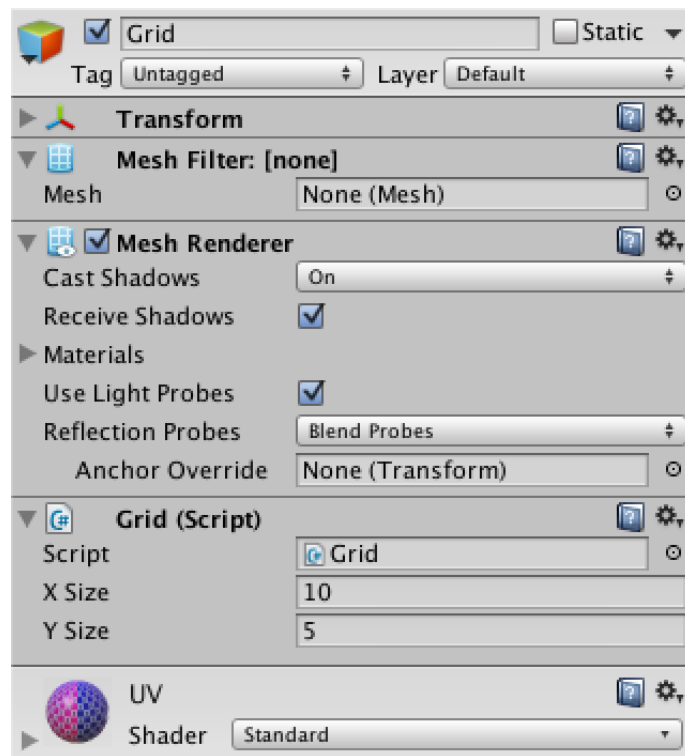 Grid Static
Tag Untagged Layer Default
Transform
Mesh Filter: [none]
Mesh None (Mesh)
Mesh Renderer
Cast Shadows On
Receive Shadows
Materials
Use Light Probes
Reflection Probes Blend Probes
Anchor Override None (Transform)
Grid (Script)
Script C# Grid
X Size 10
Y Size 5
UV
Shader Standard